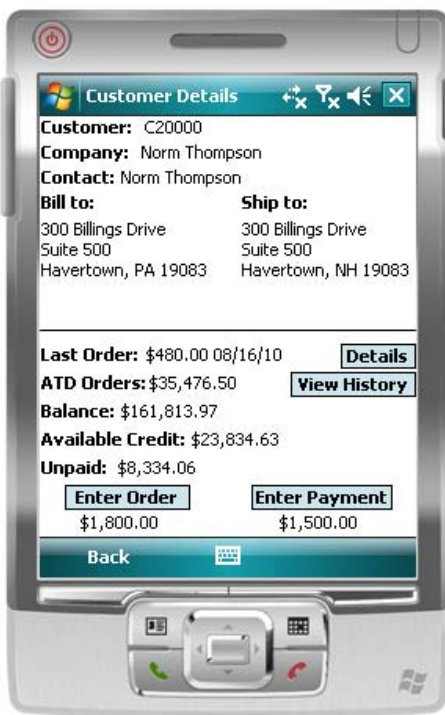 Customer Details
Customer: C20000
Company: Norm Thompson
Contact: Norm Thompson
Bill to: Ship to:
300 Billings Drive 300 Billings Drive
Suite 500 Suite 500
Havertown, PA 19083 Havertown, NH 19083
Last Order: $480.00 08/16/10 Details
ATD Orders: $35,476.50 View History
Balance: $161,813.97
Available Credit: $23,834.63
Unpaid: $8,334.06
Enter Order Enter Payment
$1,800.00 $1,500.00
Back